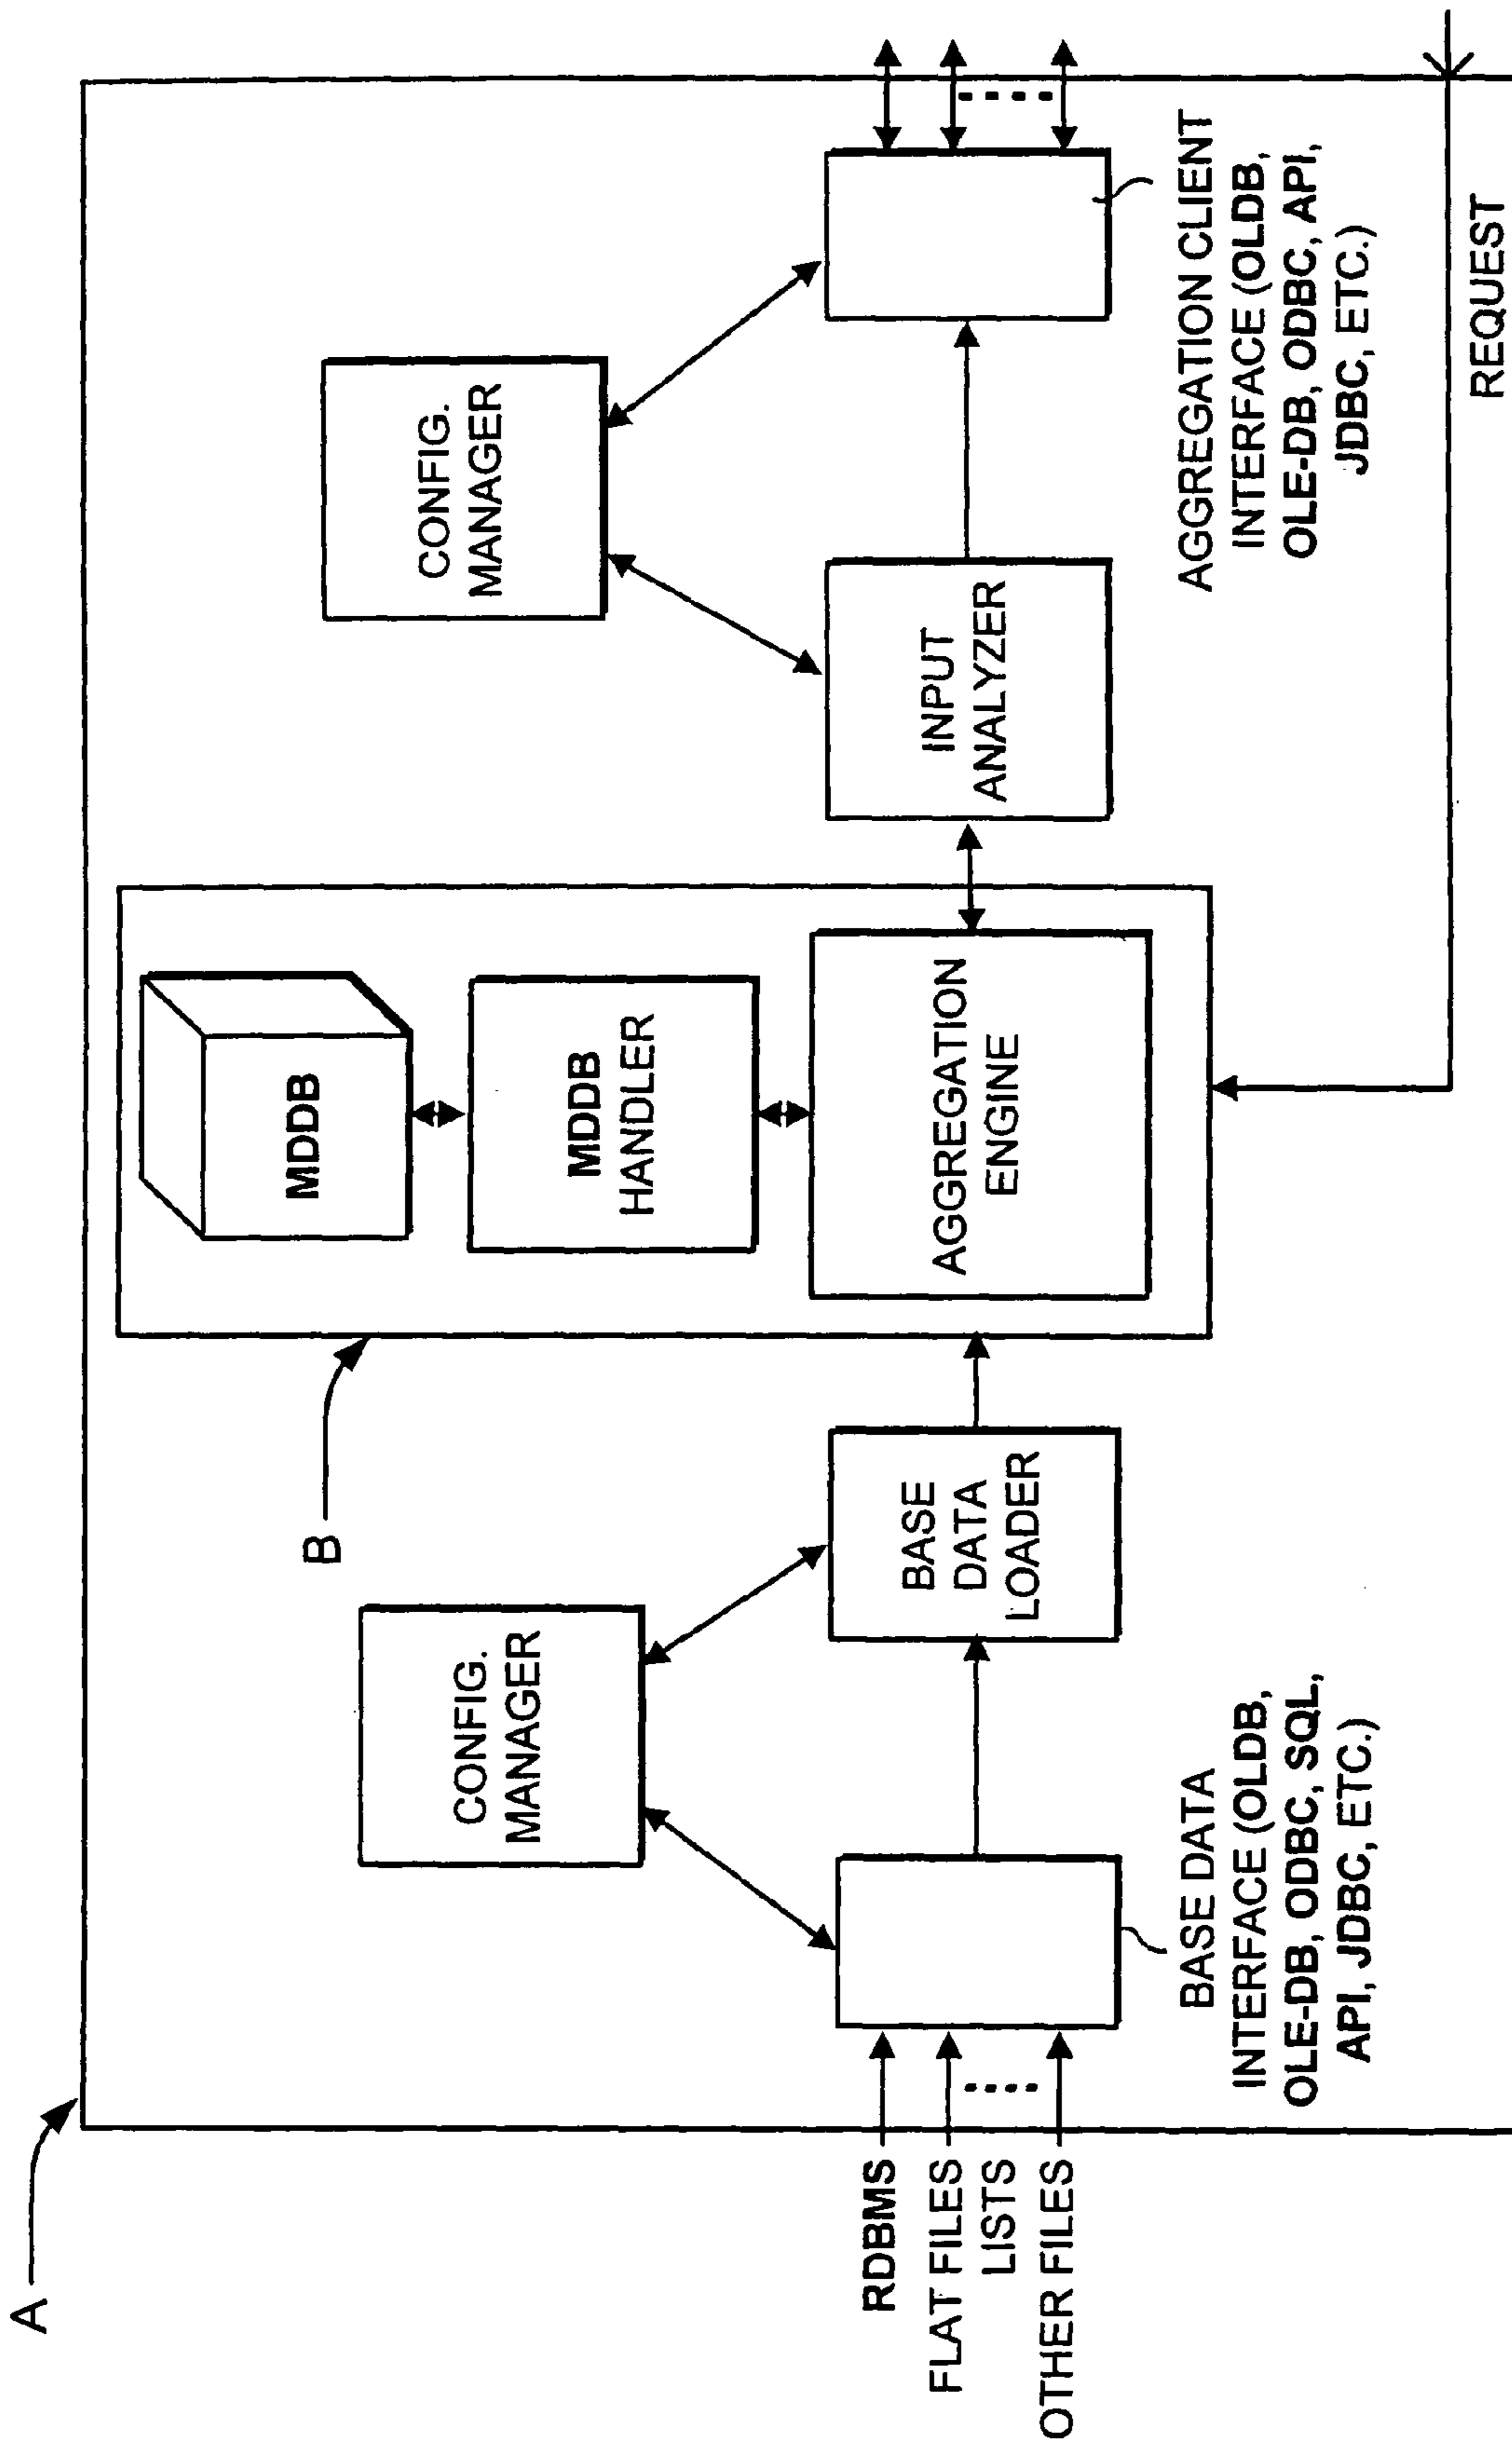 A
B
MDDB
MDDB
HANDLER
AGGREGATION
ENGINE
CONFIG.
MANAGER
CONFIG.
MANAGER
RDBMS
FLAT FILES
LISTS
OTHER FILES
BASE
DATA
LOADER
INPUT
ANALYZER
BASE DATA
INTERFACE (OLDB,
OLE-DB, ODBC, SQL,
API, JDBC, ETC.)
AGGREGATION CLIENT
INTERFACE (OLDB,
OLE-DB, ODBC, API,
JDBC, ETC.)
REQUEST